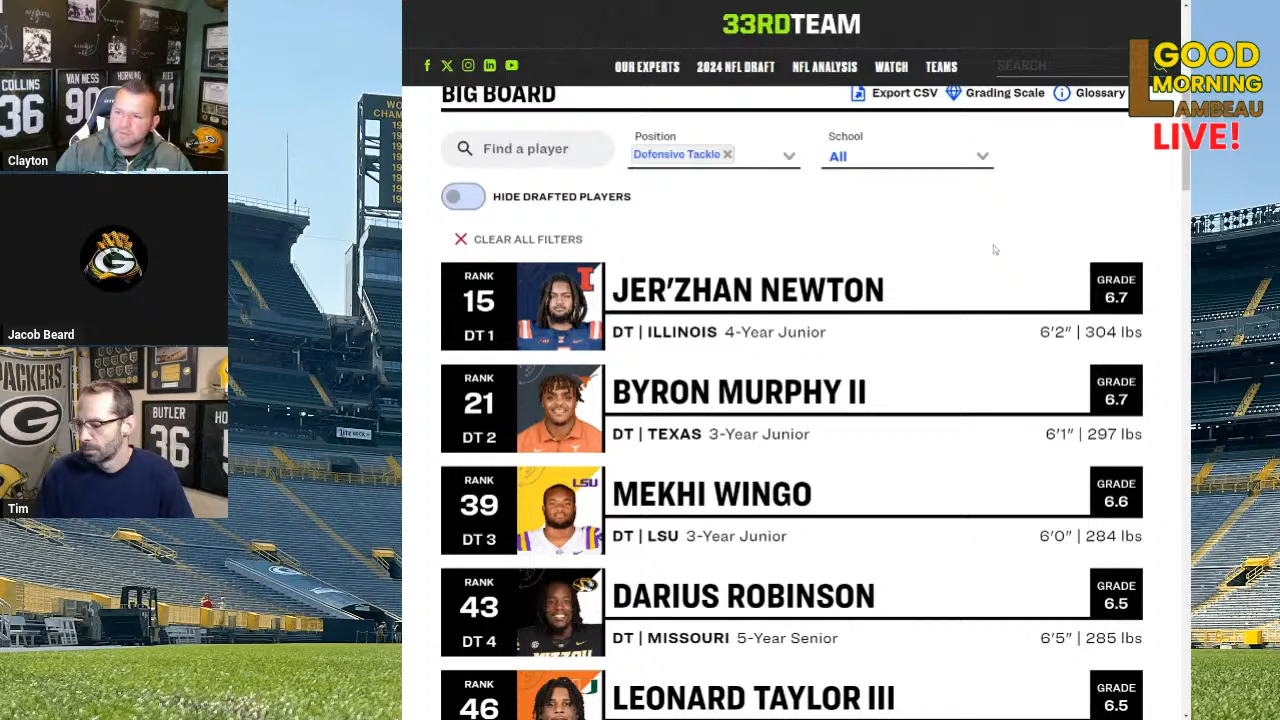 33RDTEAM
OUR EXPERTS 2024 NFL DRAFT NFL ANALYSIS WATCH TEAMS SEARCH
GOOD
MORNING
LAMBEAU
LIVE!
BIG BOARD Export CSV Grading Scale Glossary
Find a player
Position
Defensive Tackle
School
All
HIDE DRAFTED PLAYERS
CLEAR ALL FILTERS
RANK
15
DT 1
JER'ZHAN NEWTON
DT | ILLINOIS 4-Year Junior 6'2" | 304 lbs
GRADE
6.7
RANK
21
DT 2
BYRON MURPHY II
DT | TEXAS 3-Year Junior 6'1" | 297 lbs
GRADE
6.7
RANK
39
DT 3
LSU
MEKHI WINGO
DT | LSU 3-Year Junior 6'0" | 284 lbs
GRADE
6.6
RANK
43
DT 4
DARIUS ROBINSON
DT | MISSOURI 5-Year Senior 6'5" | 285 lbs
GRADE
6.5
RANK
46
LEONARD TAYLOR III
GRADE
6.5
COLLINS
36
VAN NESS
90
11
Clayton
G
Jacob Beard
PACKERS
G
BUTLER
36
Tim